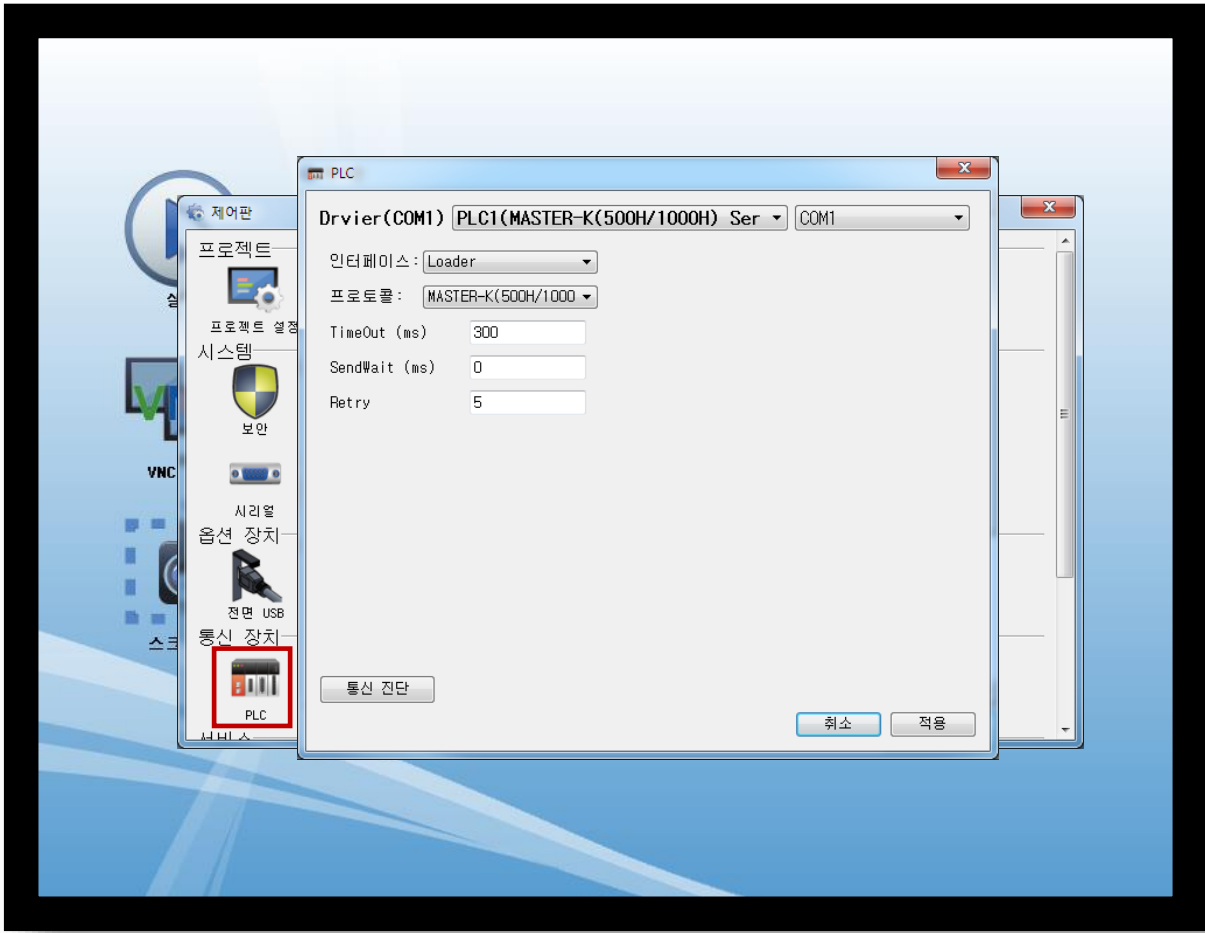 PLC
제어판
Drvier(COM1) PLC1(MASTER-K(500H/1000H) Ser COM1
프로젝트
인터페이스: Loader
프로토콜: MASTER-K(500H/1000
프로젝트 설정
TimeOut (ms) 300
시스템
SendWait (ms) 0
Retry 5
보안
VNC
시리얼
옵션 장치
전면 USB
통신 장치
통신 진단
PLC
취소 적용
서비스